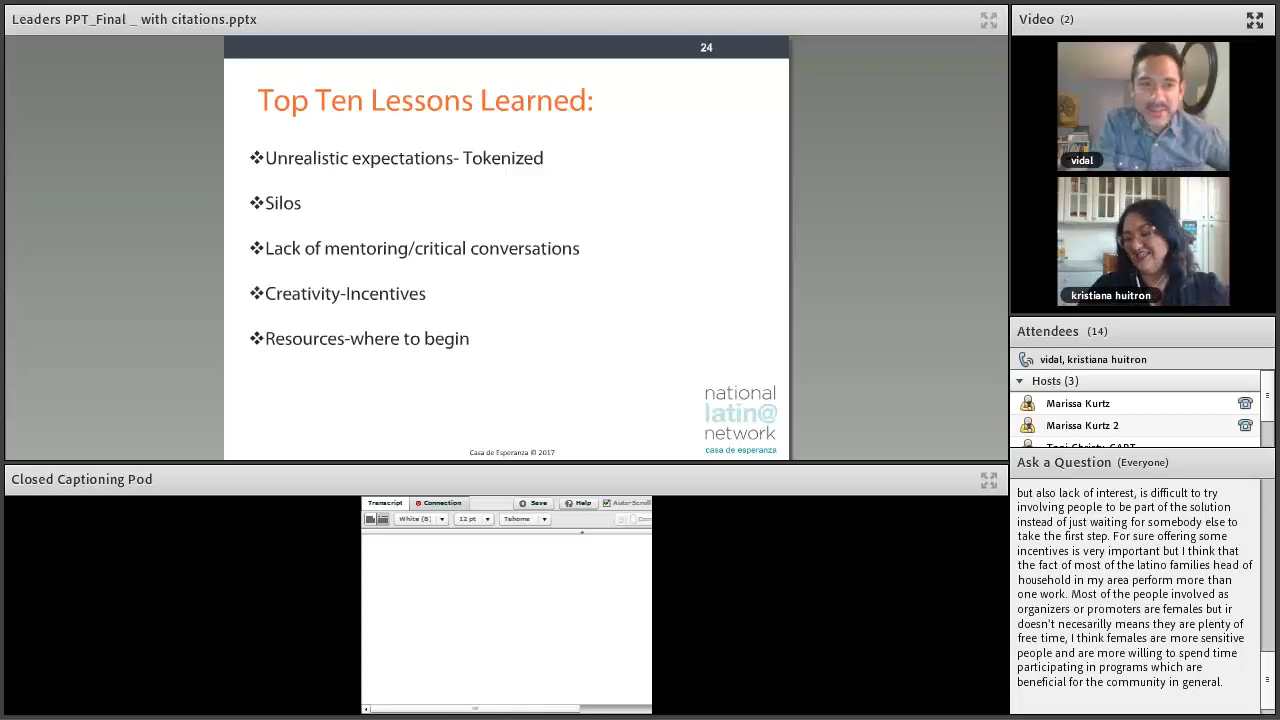 Leaders PPT_Final _ with citations.pptx
24
Top Ten Lessons Learned:
❖Unrealistic expectations- Tokenized
❖Silos
❖Lack of mentoring/critical conversations
❖Creativity-Incentives
❖Resources-where to begin
national
latin@
network
casa de esperanza
Casa de Esperanza © 2017
Closed Captioning Pod
Transcript
Connection
Save
Help
Auto-Scroll
White (B)
12 pt
Tahoma
Video (2)
vidal
kristiana huitron
Attendees (14)
vidal, kristiana huitron
Hosts (3)
Marissa Kurtz
Marissa Kurtz 2
Ask a Question (Everyone)
but also lack of interest, is difficult to try
involving people to be part of the solution
instead of just waiting for somebody else to
take the first step. For sure offering some
incentives is very important but I think that
the fact of most of the latino families head of
household in my area perform more than
one work. Most of the people involved as
organizers or promoters are females but ir
doesn't necesarilly means they are plenty of
free time, I think females are more sensitive
people and are more willing to spend time
participating in programs which are
beneficial for the community in general.